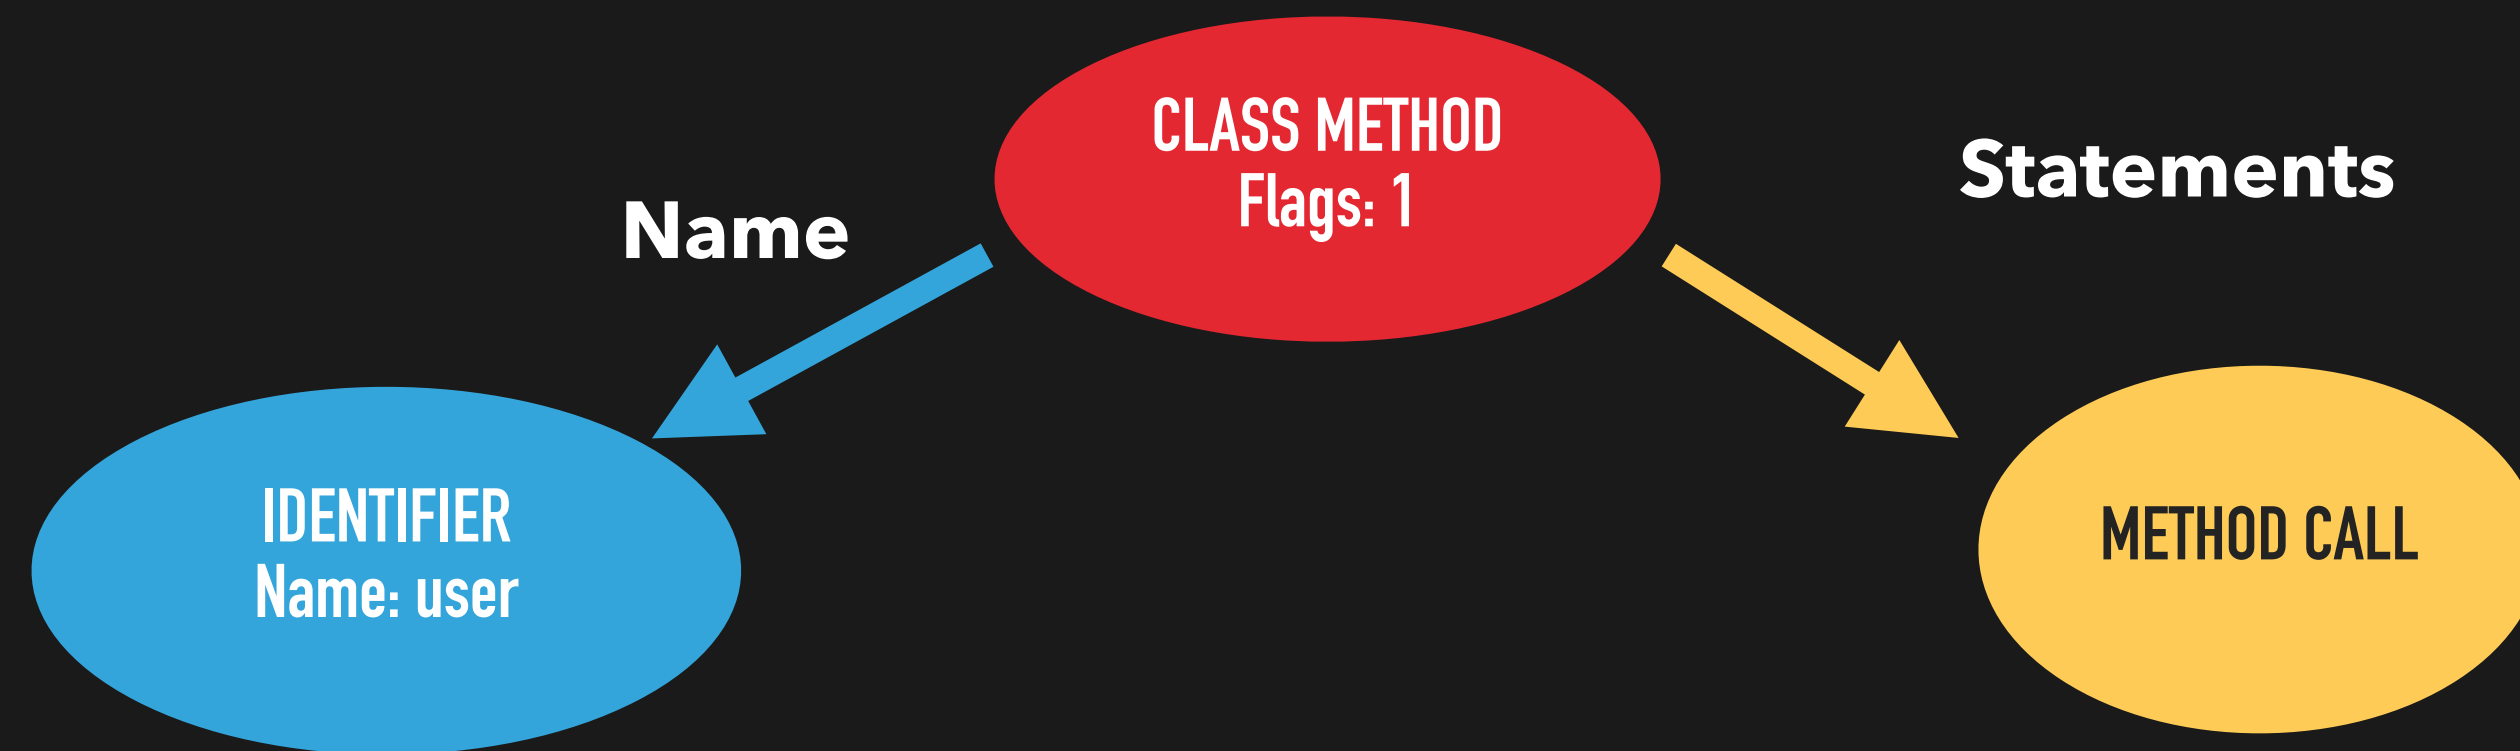 CLASS METHOD
Flags: 1
Name
Statements
IDENTIFIER
Name: user
METHOD CALL